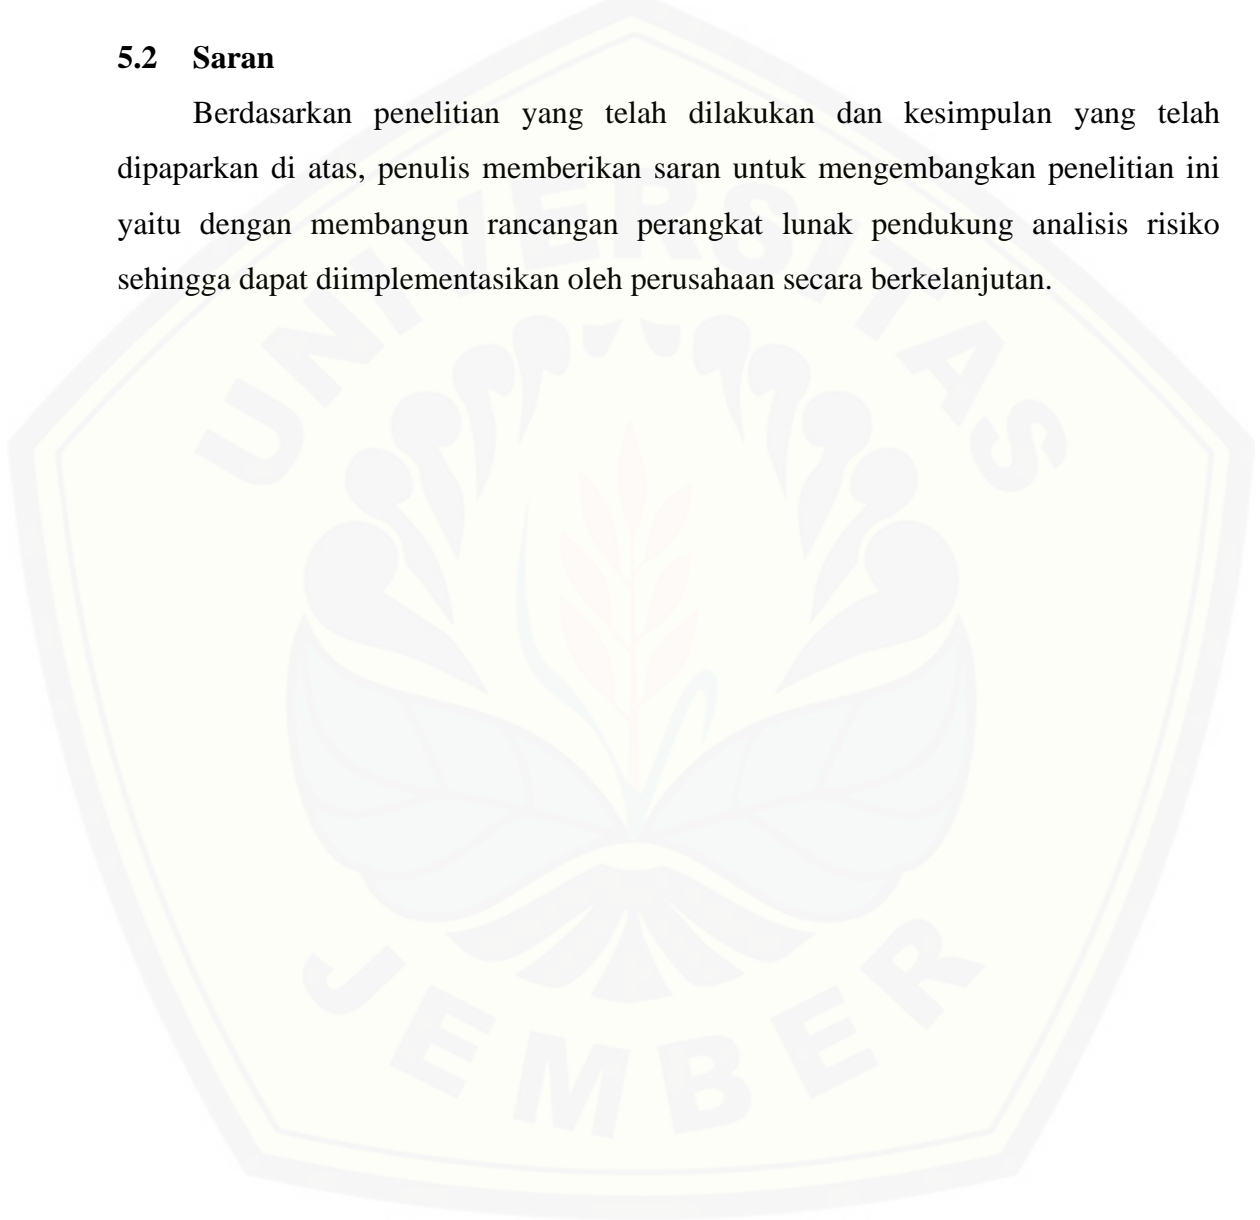 5.2 Saran
Berdasarkan penelitian yang telah dilakukan dan kesimpulan yang telah
dipaparkan di atas, penulis memberikan saran untuk mengembangkan penelitian ini
yaitu dengan membangun rancangan perangkat lunak pendukung analisis risiko
sehingga dapat diimplementasikan oleh perusahaan secara berkelanjutan.
UNIVERSITAS
JEMBER